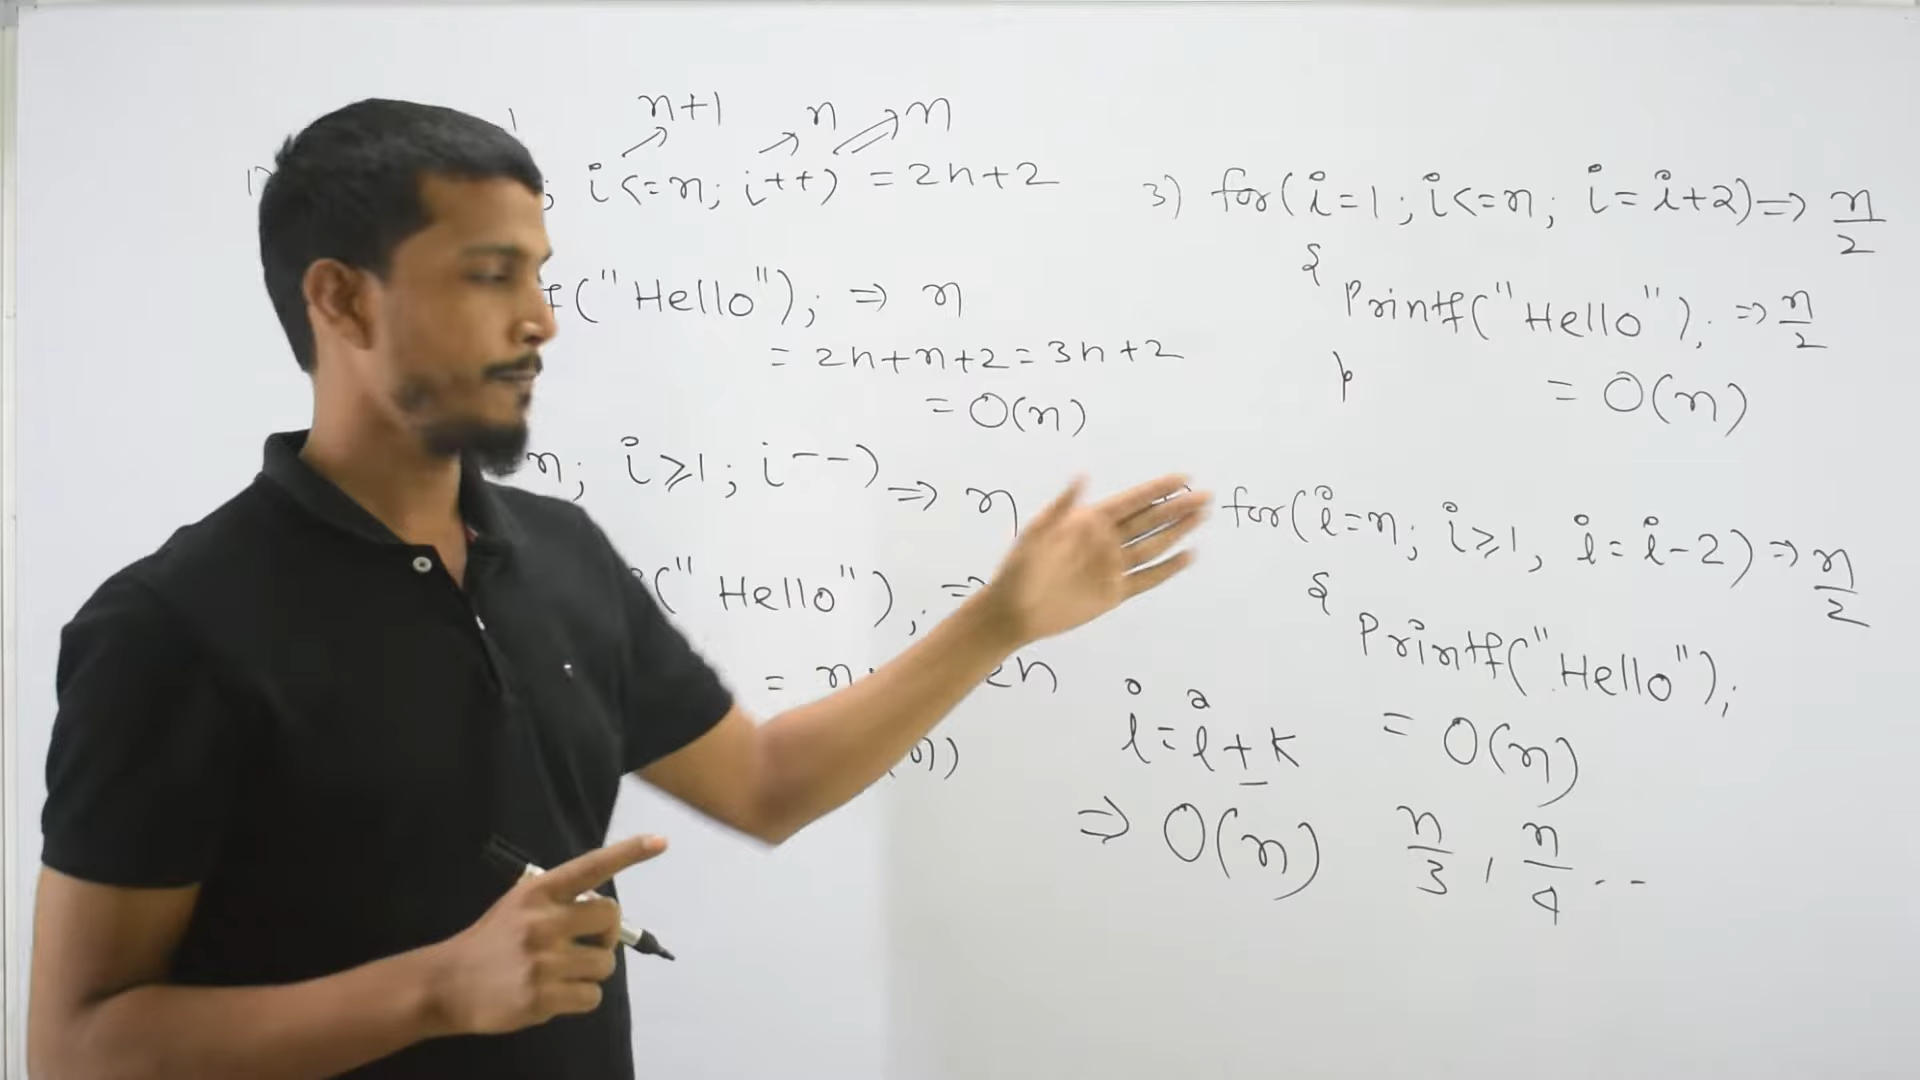 n+1 n n
1) ; i<=n; i++) = 2n+2
f("Hello"); => n
= 2n+n+2 = 3n+2
= O(n)
n; i≥1; i--) => n
("Hello"); =>
= n
n)
3) for(i=1; i<=n; i=i+2) => n/2
{
Printf("Hello"); => n/2
}
= O(n)
for(i=n; i≥1, i=i-2) => n/2
{
Printf("Hello");
= O(n)
i=i+k
=> O(n) n/3, n/4 --